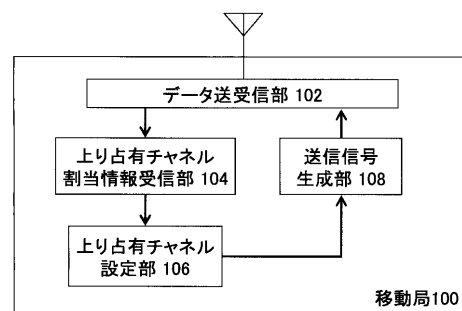 データ送受信部 102
上り占有チャネル
割当情報受信部 104
送信信号
生成部 108
上り占有チャネル
設定部 106
移動局100